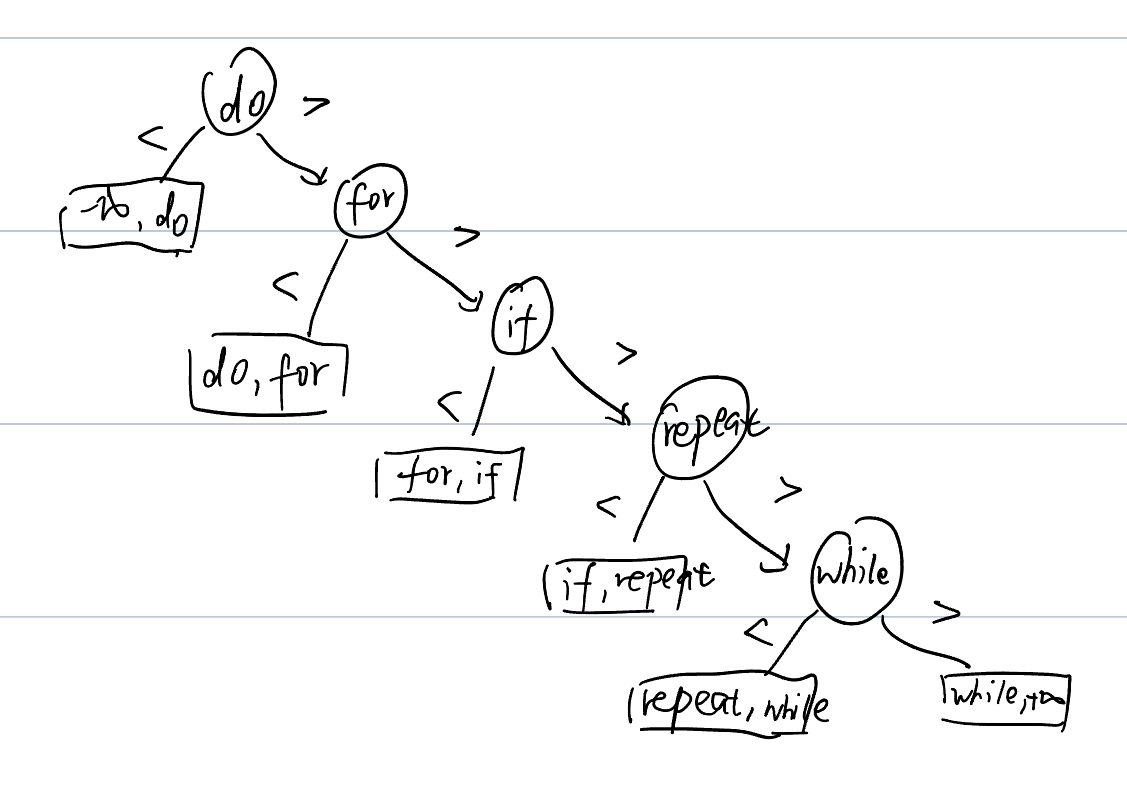 do >
<
-∞, do
for
>
<
do, for
if
>
<
for, if
repeat
>
<
if, repeat
while
>
<
repeat, while
while, +∞